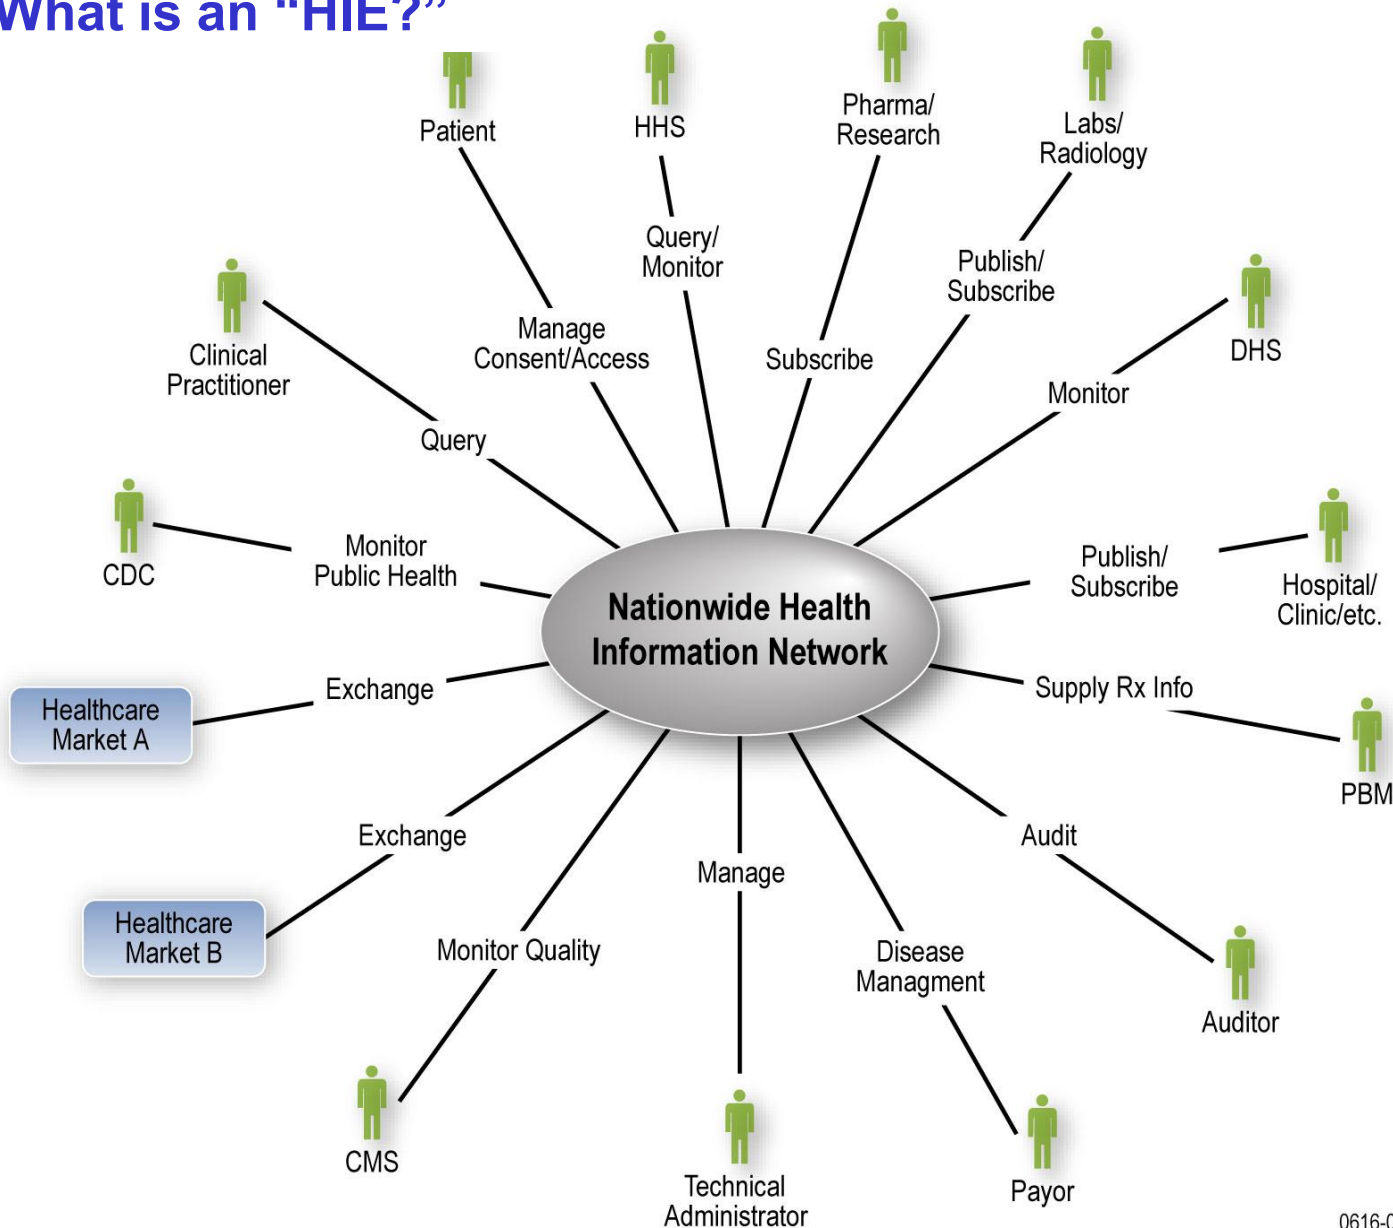 What is an “HIE?”
Patient
HHS
Pharma/
Research
Labs/
Radiology
Query/
Monitor
Publish/
Subscribe
Manage
Consent/Access
Subscribe
Clinical
Practitioner
DHS
Monitor
Query
CDC
Monitor
Public Health
Publish/
Subscribe
Hospital/
Clinic/etc.
Nationwide Health
Information Network
Healthcare
Market A
Exchange
Supply Rx Info
PBM
Exchange
Audit
Manage
Healthcare
Market B
Monitor Quality
Disease
Managment
Auditor
CMS
Technical
Administrator
Payor
0616-0